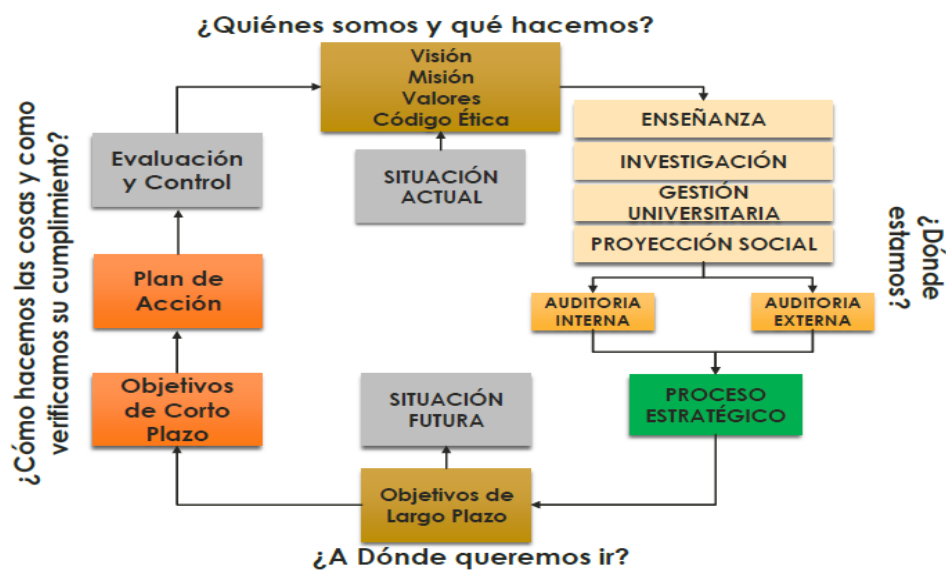 ¿Quiénes somos y qué hacemos?
Visión
Misión
Valores
Código Ética
ENSEÑANZA
INVESTIGACIÓN
GESTIÓN
UNIVERSITARIA
PROYECCIÓN SOCIAL
¿Dónde
estamos?
SITUACIÓN
ACTUAL
AUDITORIA
INTERNA
AUDITORIA
EXTERNA
PROCESO
ESTRATÉGICO
SITUACIÓN
FUTURA
Objetivos de
Largo Plazo
¿A Dónde queremos ir?
Objetivos
de Corto
Plazo
Plan de
Acción
Evaluación
y Control
¿Cómo hacemos las cosas y como
verificamos su cumplimiento?